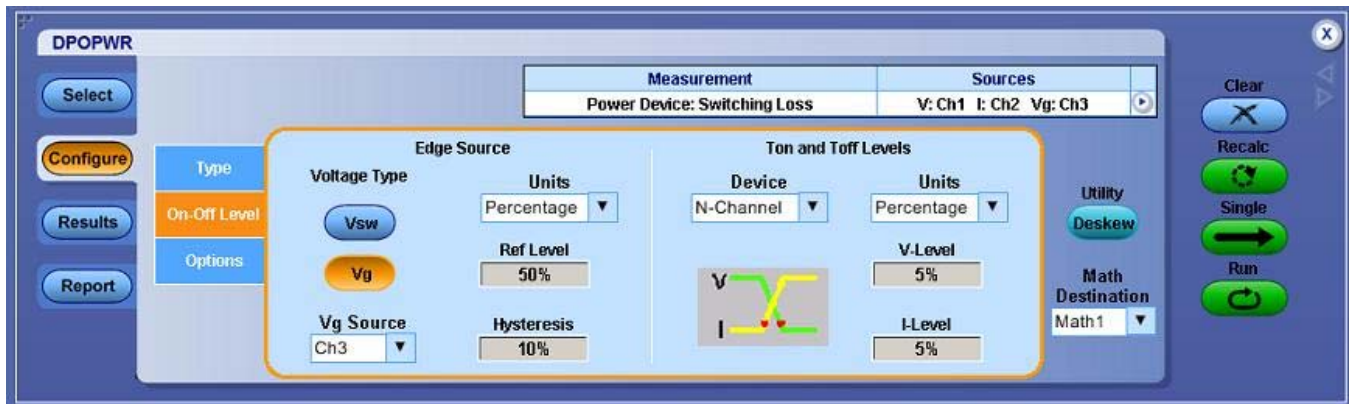 DPOPWR
X
Select
Configure
Results
Report
Measurement Sources
Power Device: Switching Loss V: Ch1 I: Ch2 Vg: Ch3
Type
On-Off Level
Options
Edge Source
Voltage Type
Vsw
Vg
Vg Source
Ch3
Units
Percentage
Ref Level
50%
Hysteresis
10%
Ton and Toff Levels
Device
N-Channel
V
I
Units
Percentage
V-Level
5%
I-Level
5%
Utility
Deskew
Math
Destination
Math1
Clear
Recalc
Single
Run